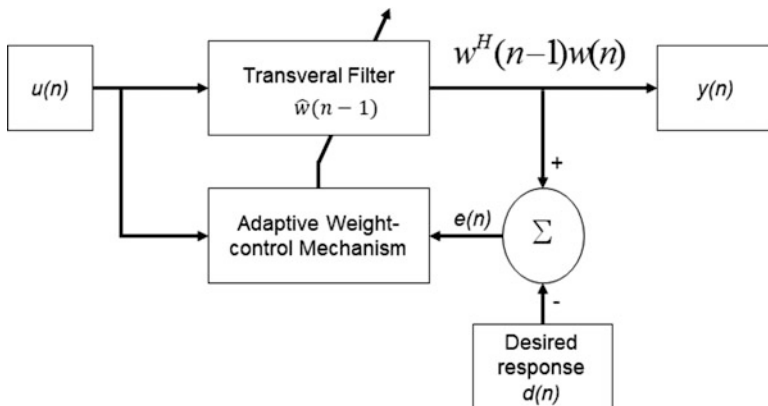 u(n)
Transveral Filter
ŵ(n − 1)
w^H(n−1)w(n)
y(n)
Adaptive Weight-
control Mechanism
e(n)
+
Σ
-
Desired
response
d(n)